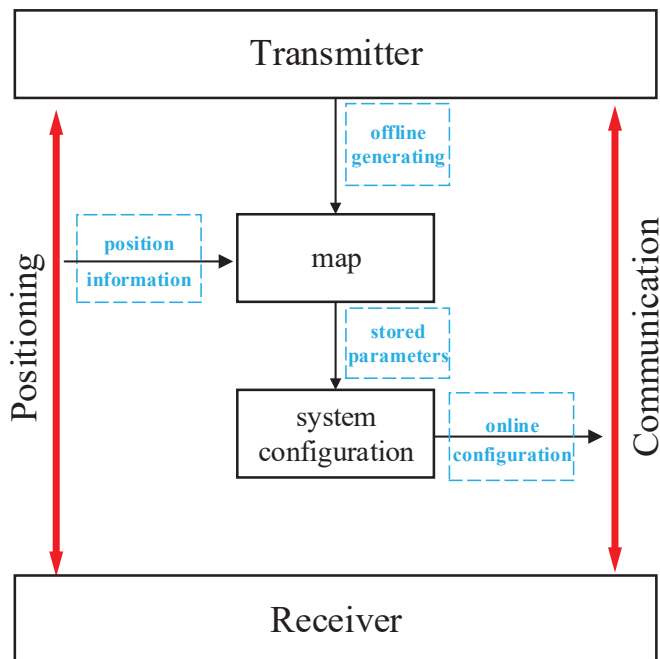 Transmitter
offline
generating
position
information
map
Positioning
Communication
stored
parameters
system
configuration
online
configuration
Receiver